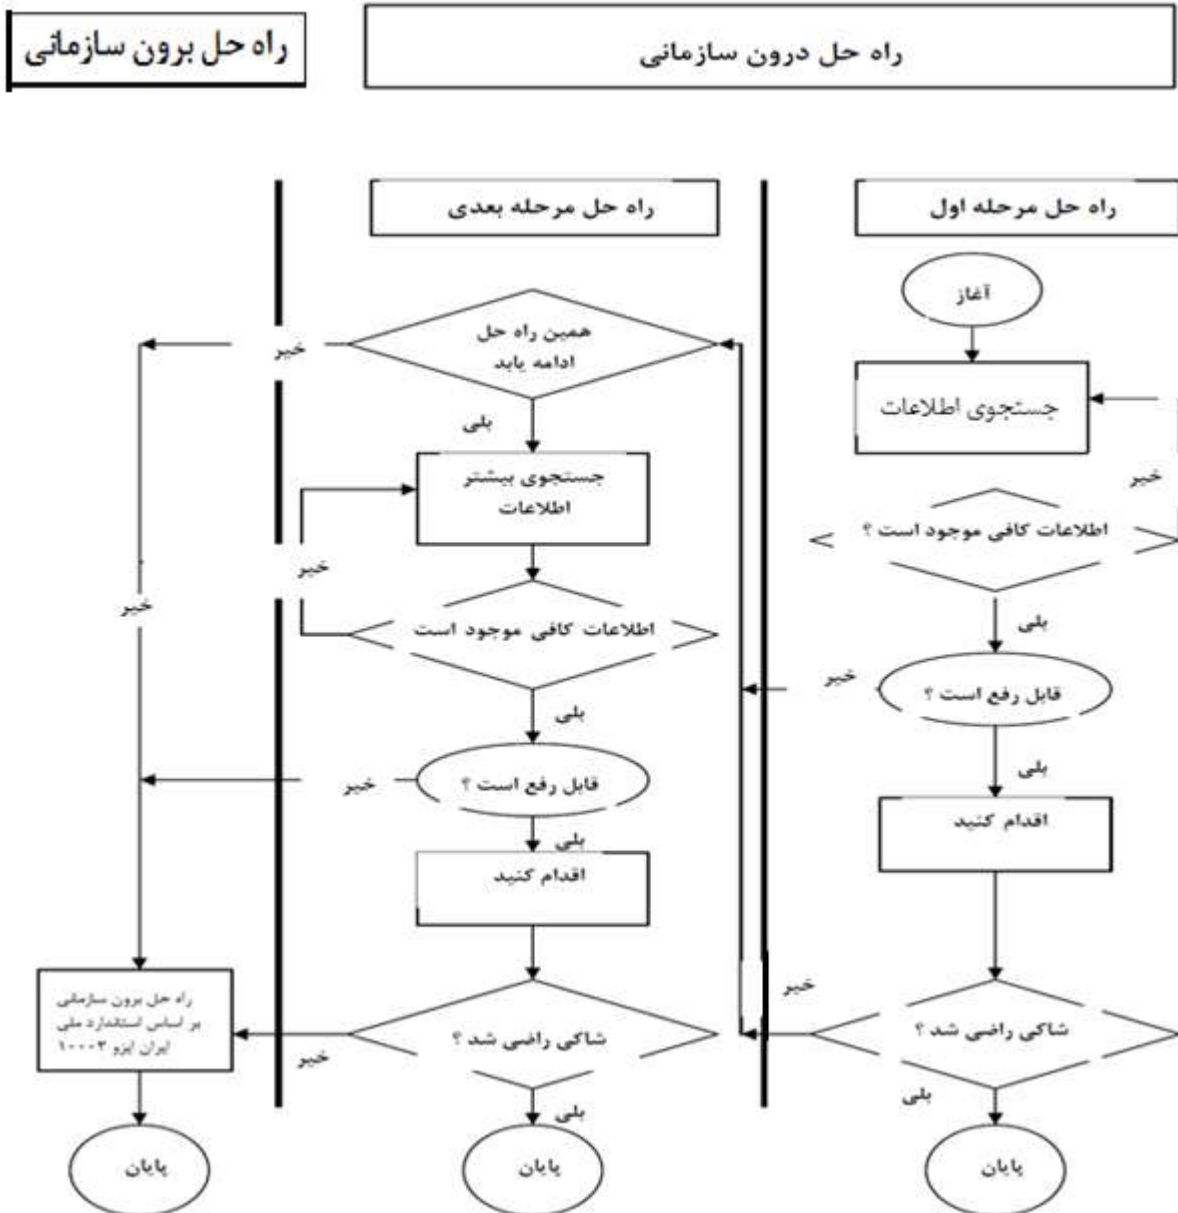 راه حل درون سازمانی
راه حل برون سازمانی
راه حل مرحله اول
آغاز
جستجوی اطلاعات
خیر
اطلاعات کافی موجود است ؟
بلی
قابل رفع است ؟
خیر
بلی
اقدام کنید
خیر
شاکی راضی شد ؟
بلی
پایان
راه حل مرحله بعدی
همین راه حل
ادامه یابد
خیر
بلی
جستجوی بیشتر
اطلاعات
خیر
اطلاعات کافی موجود است
بلی
قابل رفع است ؟
خیر
بلی
اقدام کنید
شاکی راضی شد ؟
خیر
بلی
پایان
خیر
راه حل برون سازمانی
بر اساس استاندارد ملی
ایران ایزو ۱۰۰۰۳
پایان